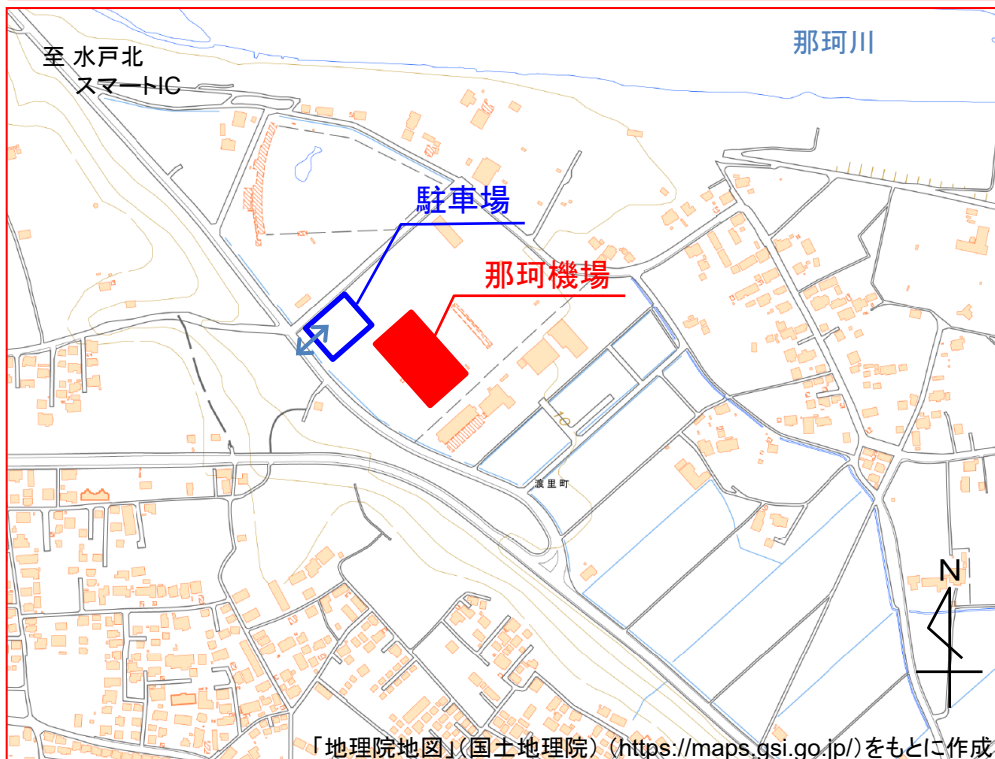 至 水戸北
スマートIC
那珂川
駐車場
那珂機場
10
渡里町
N
「地理院地図」(国土地理院) (https://maps.gsi.go.jp/)をもとに作成